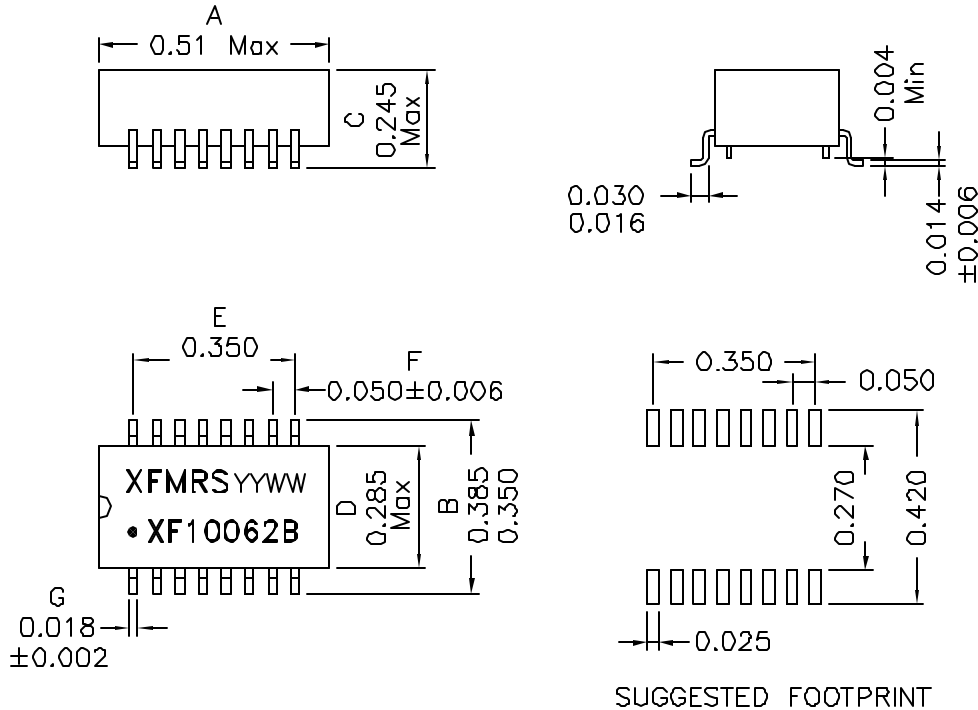 A
0.51 Max
C
0.245
Max
0.004
Min
0.030
0.016
0.014
±0.006
E
0.350
F
0.050±0.006
XFMRS YYWW
XF10062B
D
0.285
Max
B
0.385
0.350
G
0.018
±0.002
0.350
0.050
0.270
0.420
0.025
SUGGESTED FOOTPRINT